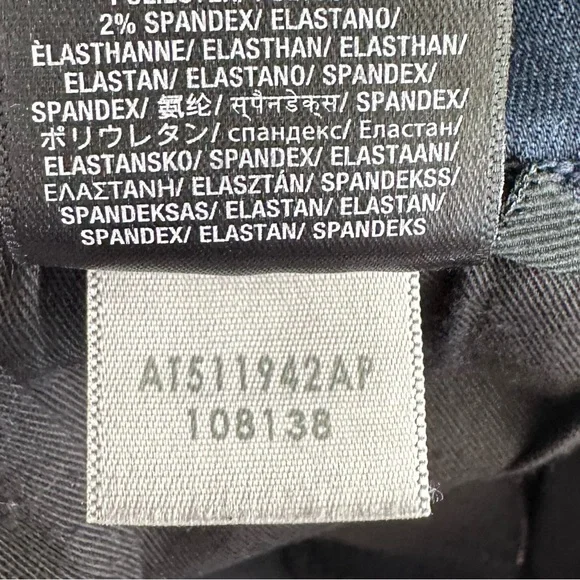 2% SPANDEX/ ELASTANO/
ÈLASTHANNE/ ELASTHAN/ ELASTHAN/
ELASTAN/ ELASTANO/ SPANDEX/
SPANDEX/ 氨纶/ स्पैनडेक्स/ SPANDEX/
ポリウレタン/ спандекс/ Еластан/
ELASTANSKO/ SPANDEX/ ELASTAANI/
ΕΛΑΣΤΑΝΗ/ ELASZTÁN/ SPANDEKSS/
SPANDEKSAS/ ELASTAN/ ELASTAN/
SPANDEX/ ELASTAN/ SPANDEKS
AT511942AP
108138